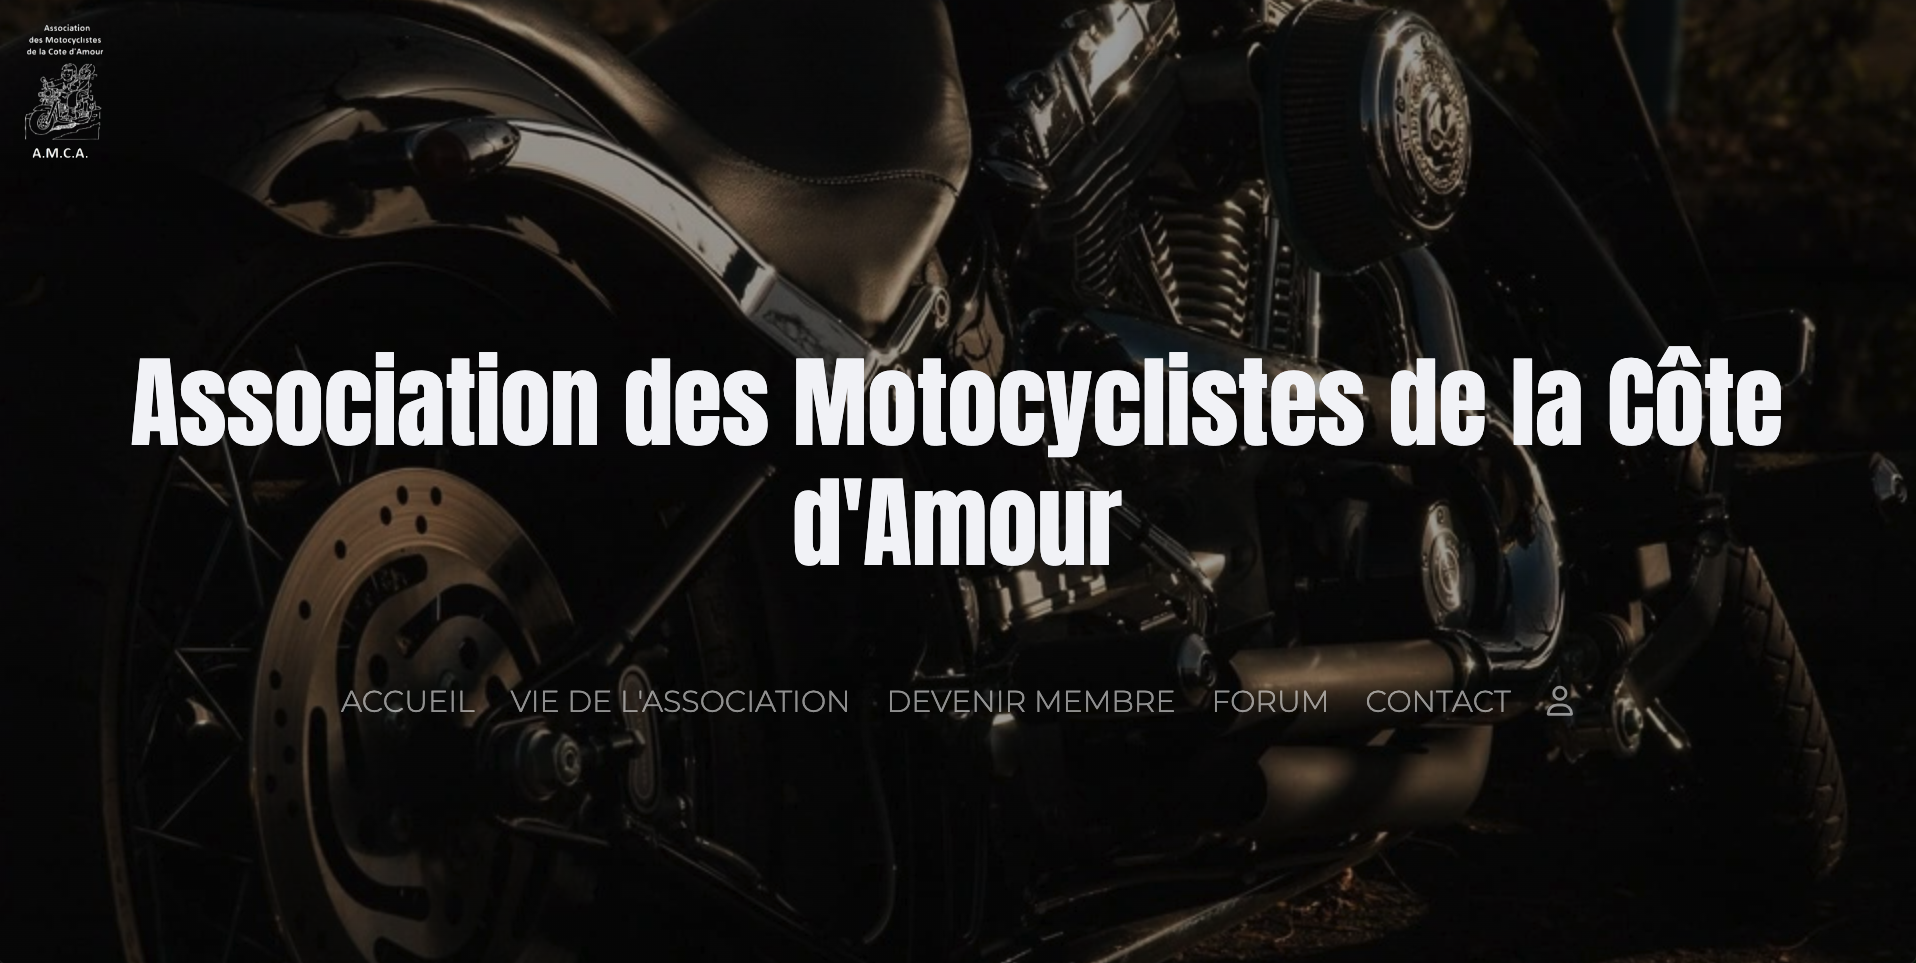 Association
des Motocyclistes
de la Cote d'Amour
A.M.C.A.
Association des Motocyclistes de la Côte
d'Amour
ACCUEIL VIE DE L'ASSOCIATION DEVENIR MEMBRE FORUM CONTACT